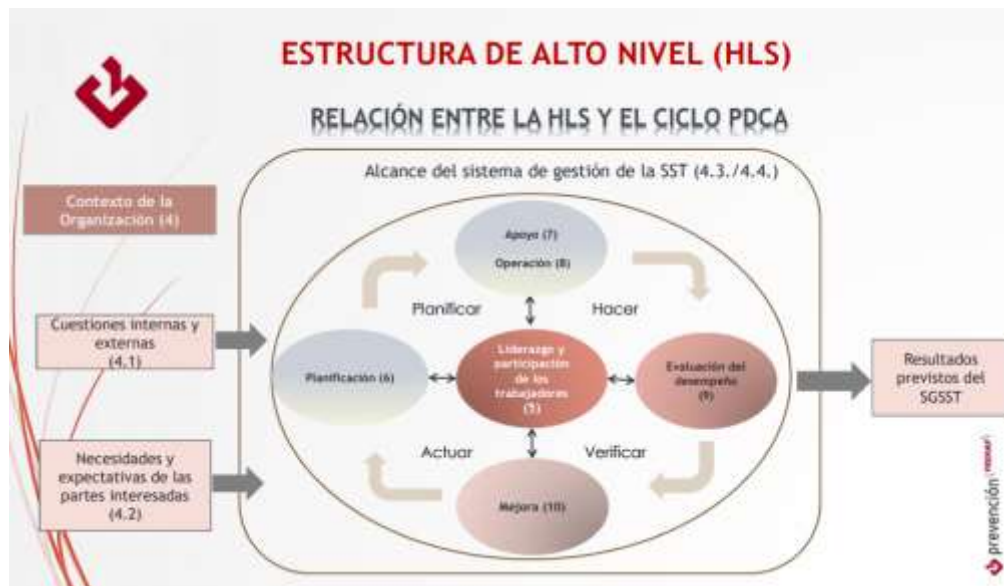 ESTRUCTURA DE ALTO NIVEL (HLS)
RELACIÓN ENTRE LA HLS Y EL CICLO PDCA
Alcance del sistema de gestión de la SST (4.3./4.4.)
Contexto de la
Organización (4)
Apoyo (7)
Operación (8)
Planificar
Hacer
Cuestiones internas y
externas
(4.1)
Planificación (6)
Liderazgo y
participación
de los
trabajadores
(5)
Evaluación del
desempeño
(9)
Resultados
previstos del
SGSST
Necesidades y
expectativas de las
partes interesadas
(4.2)
Actuar
Verificar
Mejora (10)
prevención